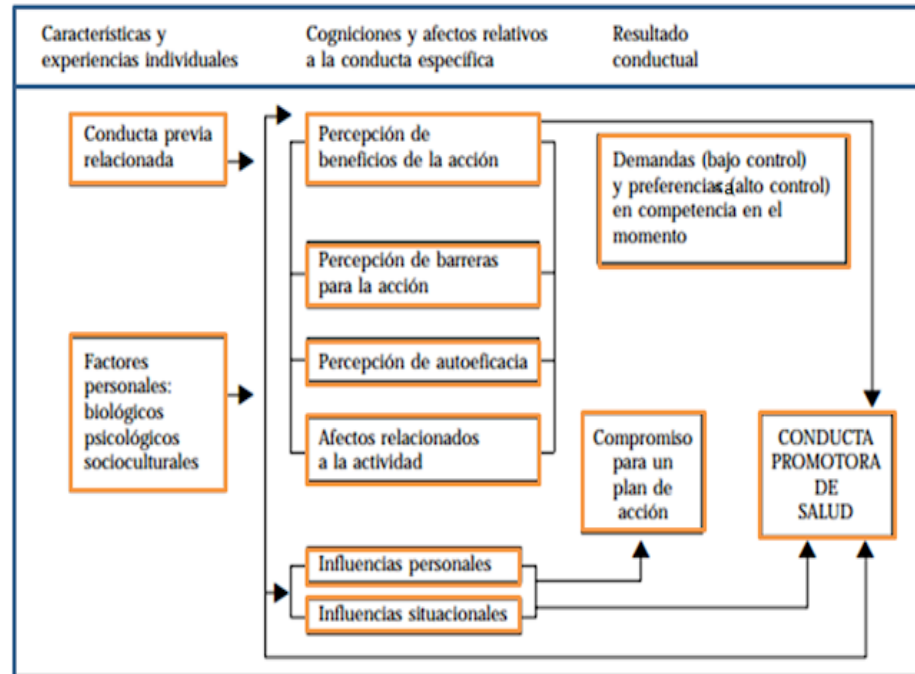 Características y
experiencias individuales
Cogniciones y afectos relativos
a la conducta específica
Resultado
conductual
Conducta previa
relacionada
Factores
personales:
biológicos
psicológicos
socioculturales
Percepción de
beneficios de la acción
Percepción de barreras
para la acción
Percepción de autoeficacia
Afectos relacionados
a la actividad
Influencias personales
Influencias situacionales
Demandas (bajo control)
y preferencias a(alto control)
en competencia en el
momento
Compromiso
para un
plan de
acción
CONDUCTA
PROMOTORA
DE
SALUD